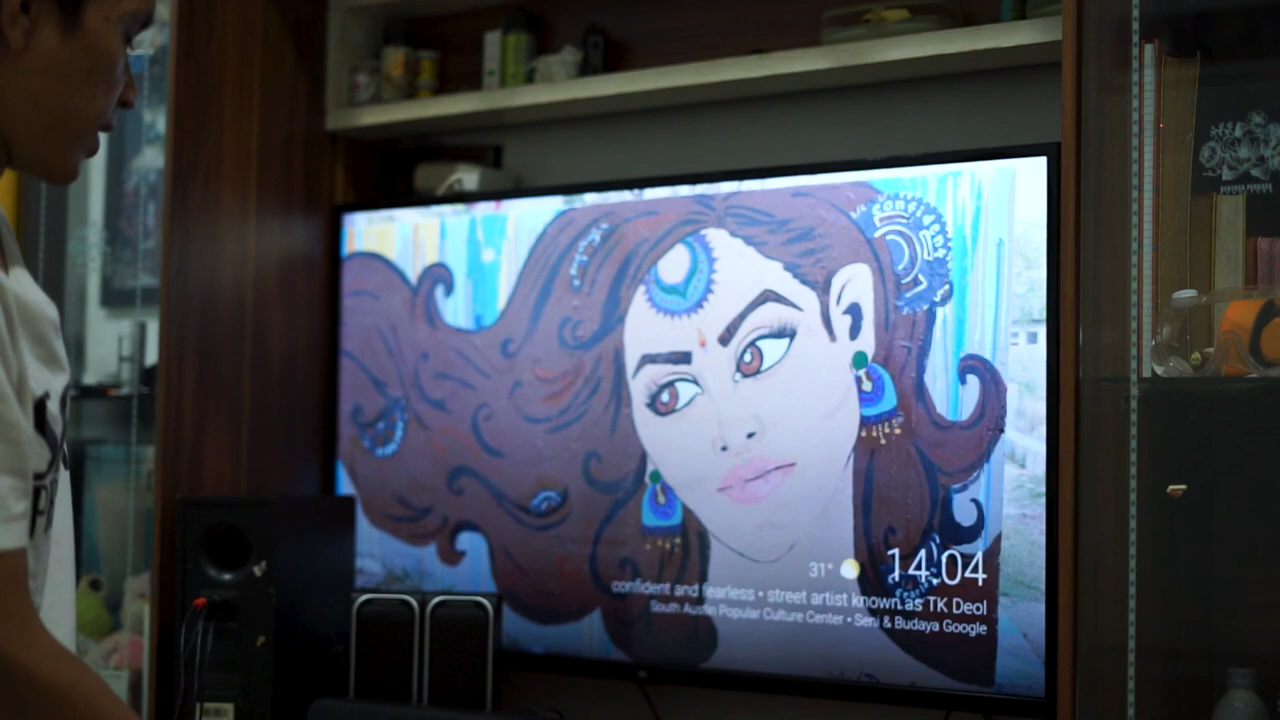 confident
31° 14.04
confident and fearless • street artist known as TK Deol
South Austin Popular Culture Center • Seni & Budaya Google